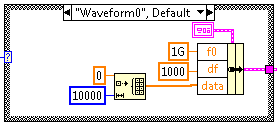 "Waveform0", Default
1G
f0
0
1000
df
10000
data
?